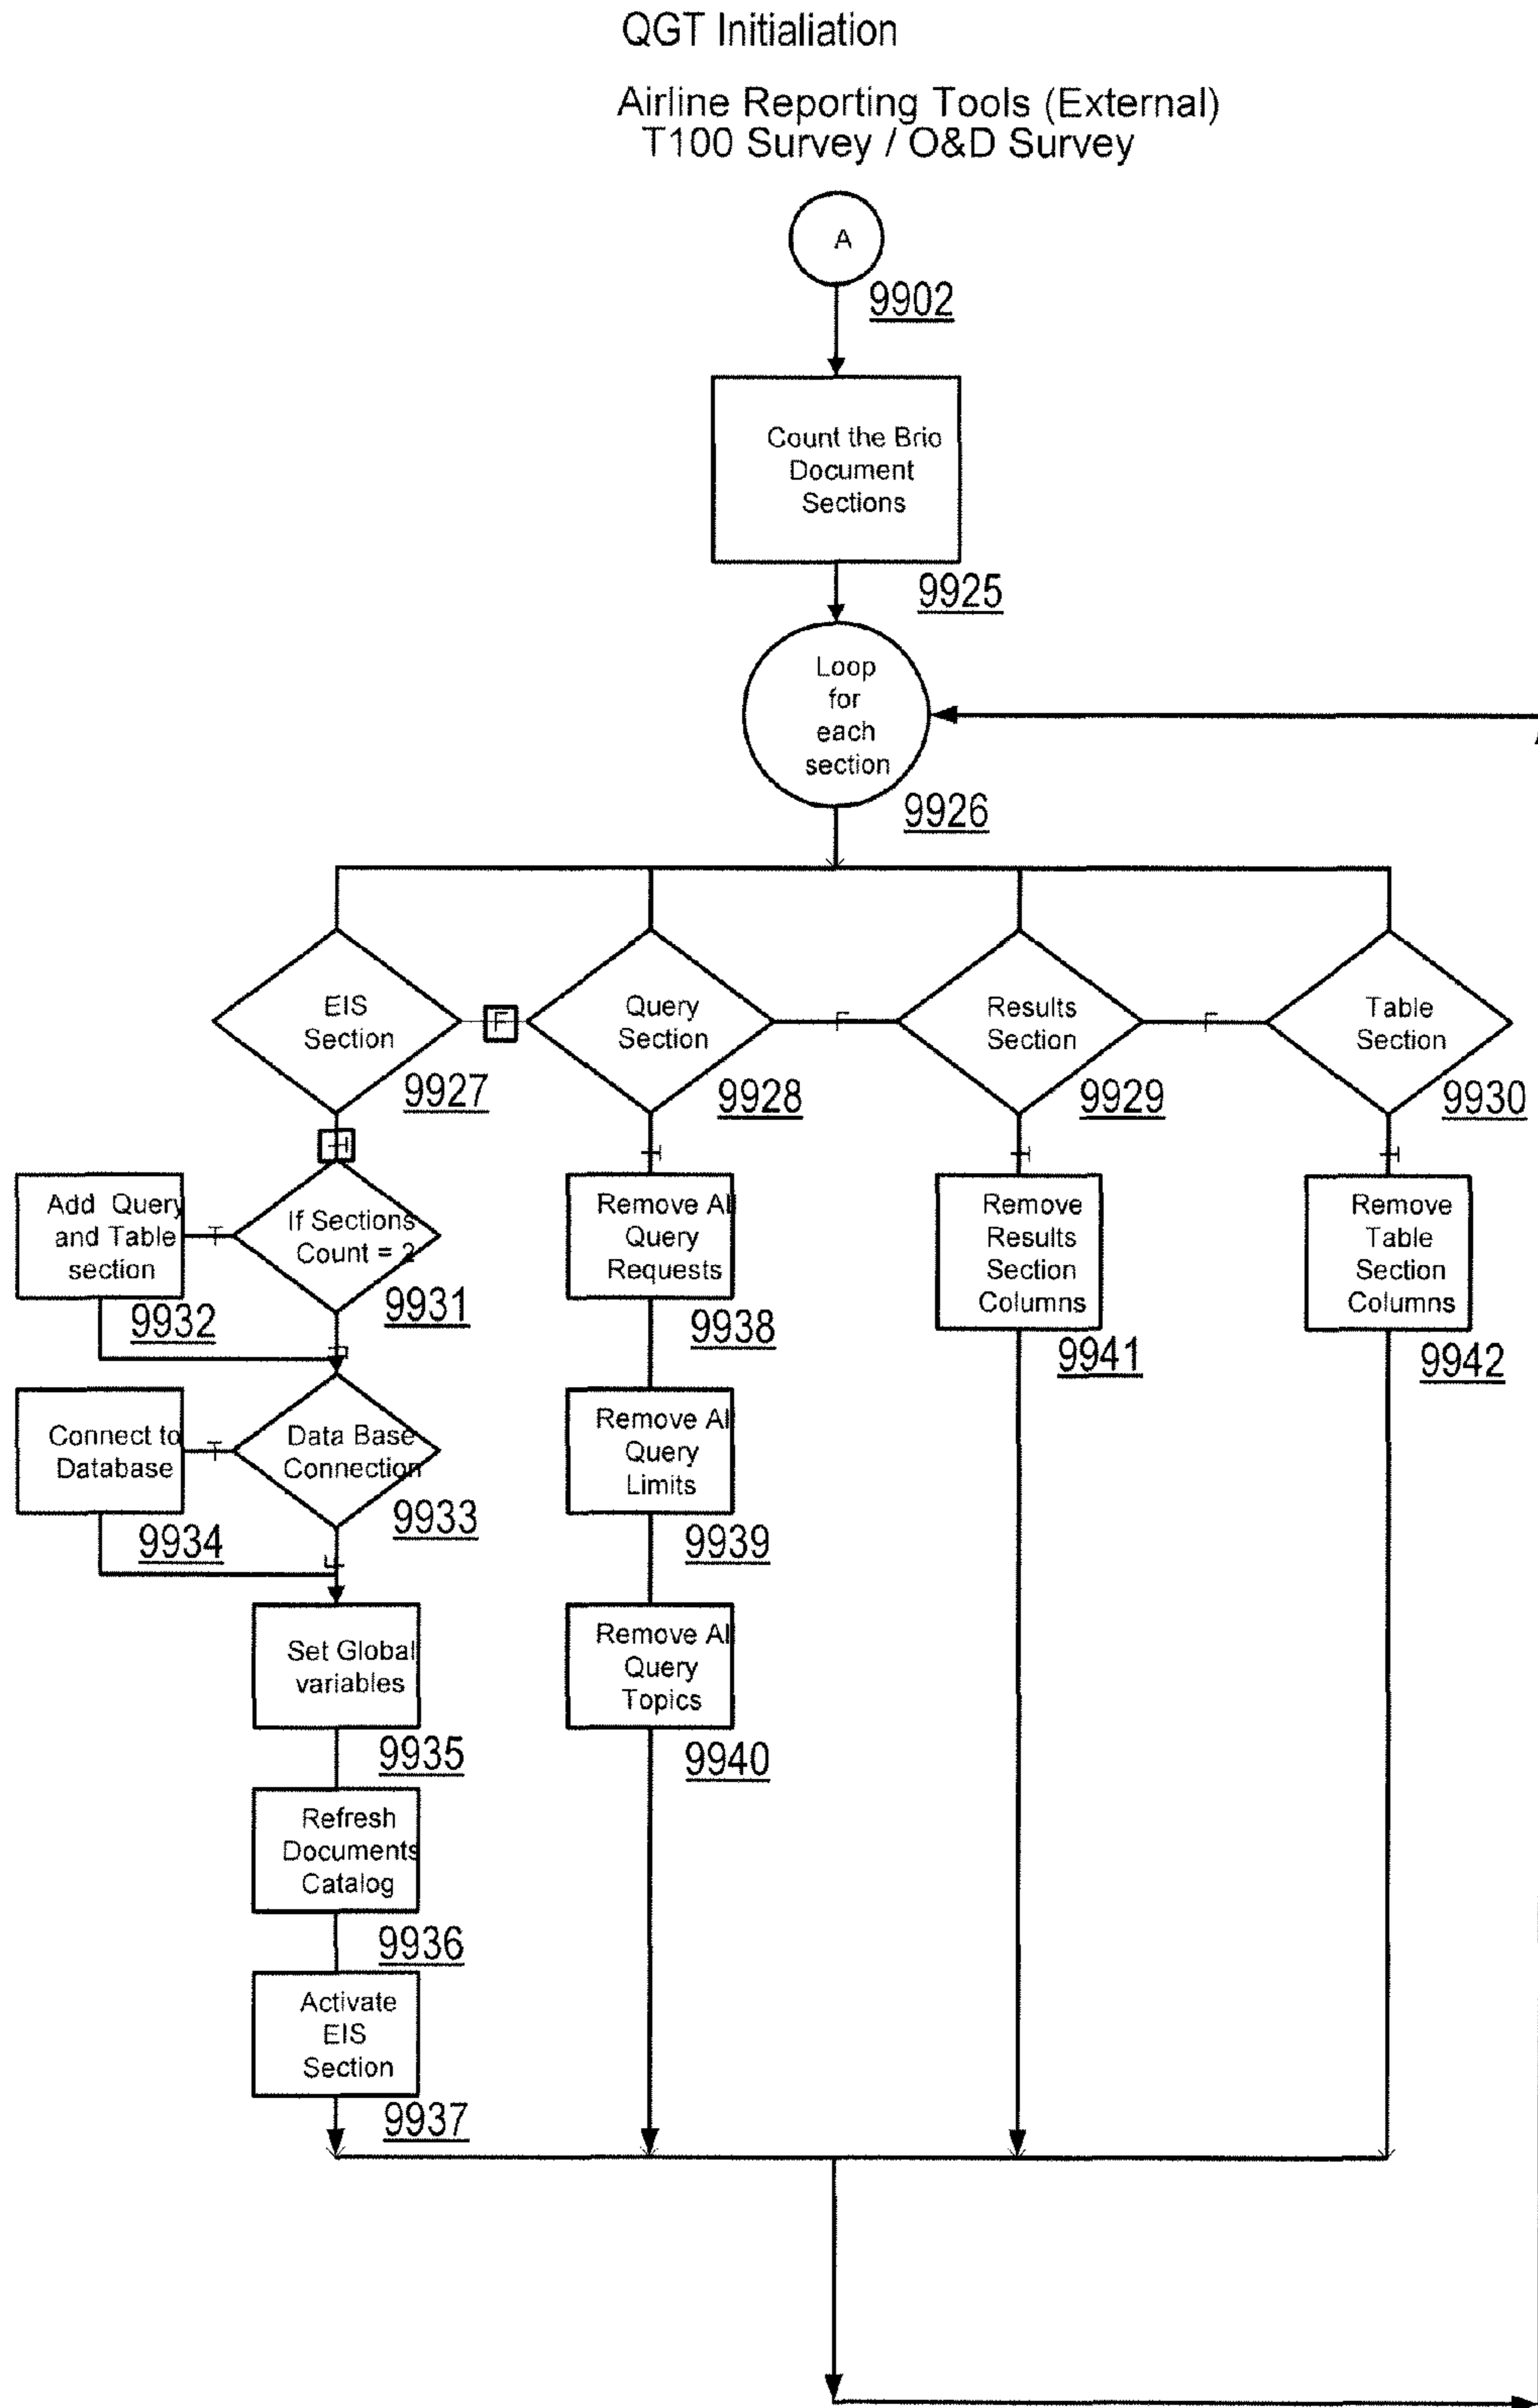 QGT Initialiation
Airline Reporting Tools (External)
T100 Survey / O&D Survey
A
9902
Count the Brio
Document
Sections
9925
Loop
for
each
section
9926
EIS
Section
9927
F
Query
Section
9928
F
Results
Section
9929
F
Table
Section
9930
T
T
T
T
Add Query
and Table
section
9932
T
If Sections
Count = 2
9931
F
Connect to
Database
9934
T
Data Base
Connection
9933
F
Set Global
variables
9935
Refresh
Documents
Catalog
9936
Activate
EIS
Section
9937
Remove Al
Query
Requests
9938
Remove Al
Query
Limits
9939
Remove Al
Query
Topics
9940
Remove
Results
Section
Columns
9941
Remove
Table
Section
Columns
9942